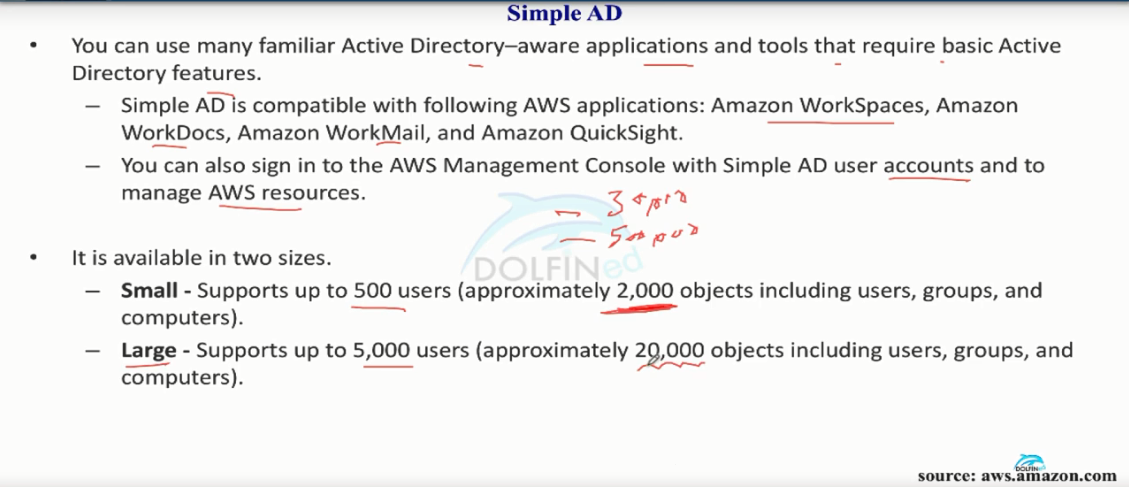 Simple AD
• You can use many familiar Active Directory–aware applications and tools that require basic Active
Directory features.
– Simple AD is compatible with following AWS applications: Amazon WorkSpaces, Amazon
WorkDocs, Amazon WorkMail, and Amazon QuickSight.
– You can also sign in to the AWS Management Console with Simple AD user accounts and to
manage AWS resources.
DOLFINed
• It is available in two sizes.
– Small - Supports up to 500 users (approximately 2,000 objects including users, groups, and
computers).
– Large - Supports up to 5,000 users (approximately 20,000 objects including users, groups, and
computers).
DOLFINed
source: aws.amazon.com